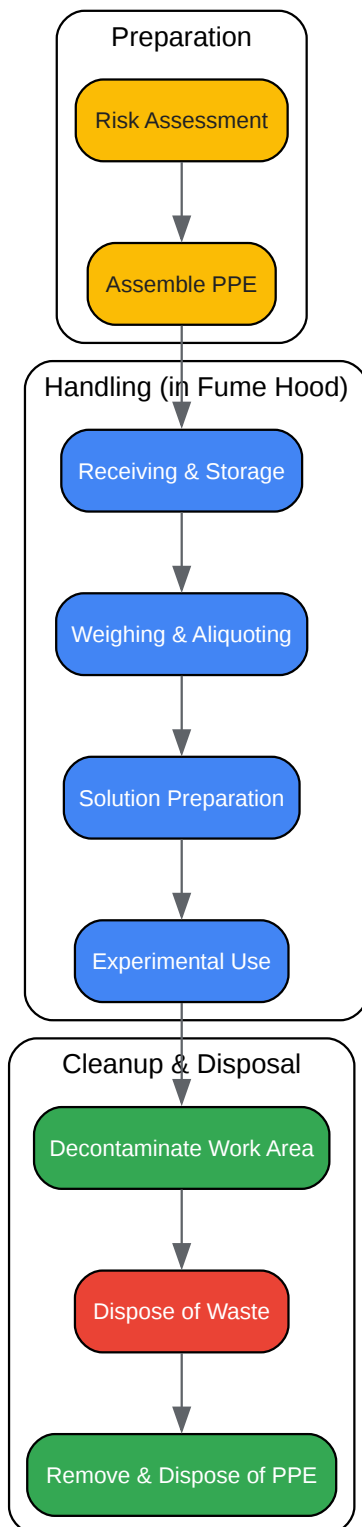 Preparation
Risk Assessment
Assemble PPE
Handling (in Fume Hood)
Receiving & Storage
Weighing & Aliquoting
Solution Preparation
Experimental Use
Cleanup & Disposal
Decontaminate Work Area
Dispose of Waste
Remove & Dispose of PPE